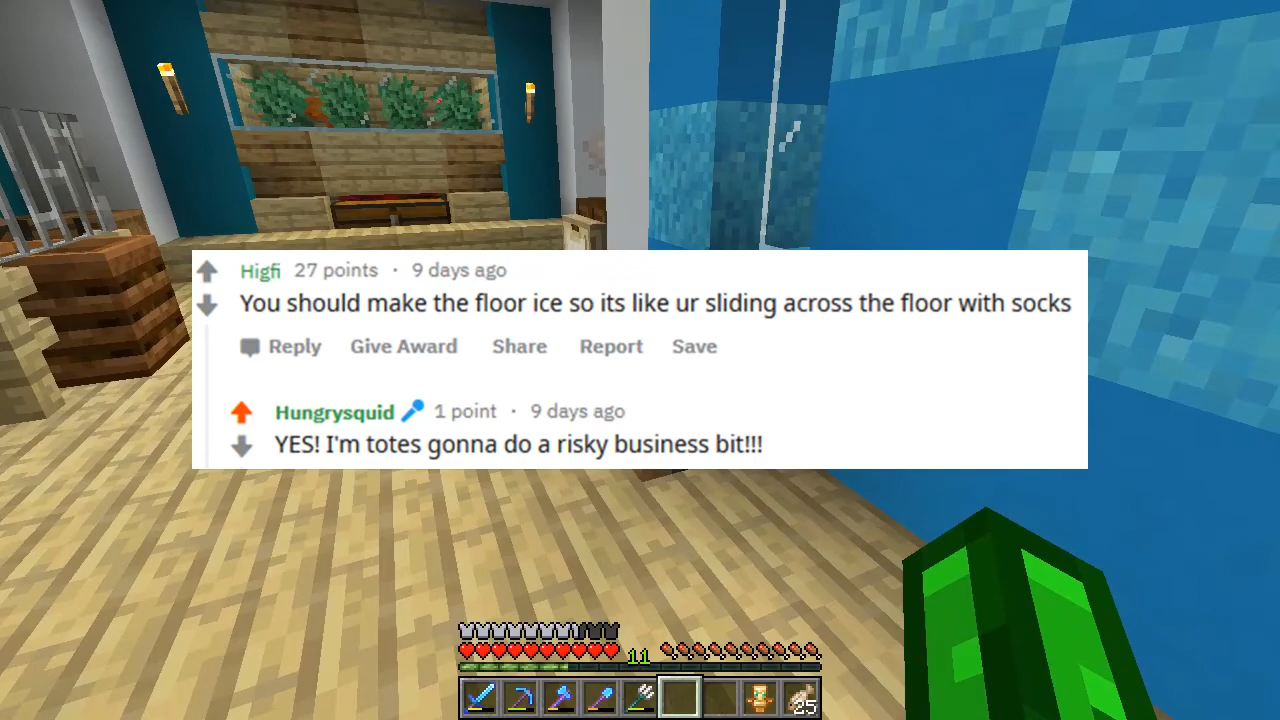 Higfi 27 points · 9 days ago
You should make the floor ice so its like ur sliding across the floor with socks
Reply Give Award Share Report Save
Hungrysquid 1 point · 9 days ago
YES! I'm totes gonna do a risky business bit!!!
11
25